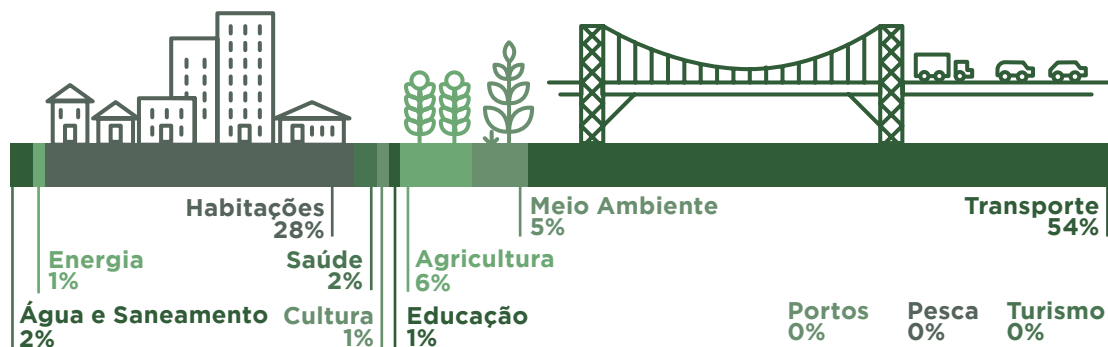 Habitações
28%
Meio Ambiente
5%
Transporte
54%
Energia
1%
Saúde
2%
Agricultura
6%
Água e Saneamento
2%
Cultura
1%
Educação
1%
Portos
0%
Pesca
0%
Turismo
0%